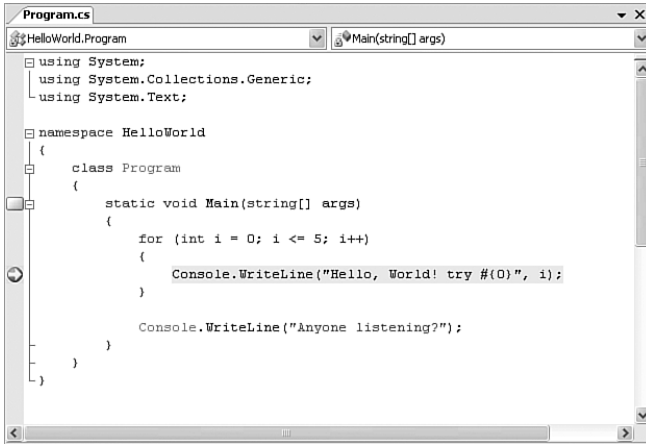 Program.cs
HelloWorld.Program
Main(string[] args)
using System;
using System.Collections.Generic;
using System.Text;
namespace HelloWorld
{
class Program
{
static void Main(string[] args)
{
for (int i = 0; i <= 5; i++)
{
Console.WriteLine("Hello, World! try #{0}", i);
}
Console.WriteLine("Anyone listening?");
}
}
}